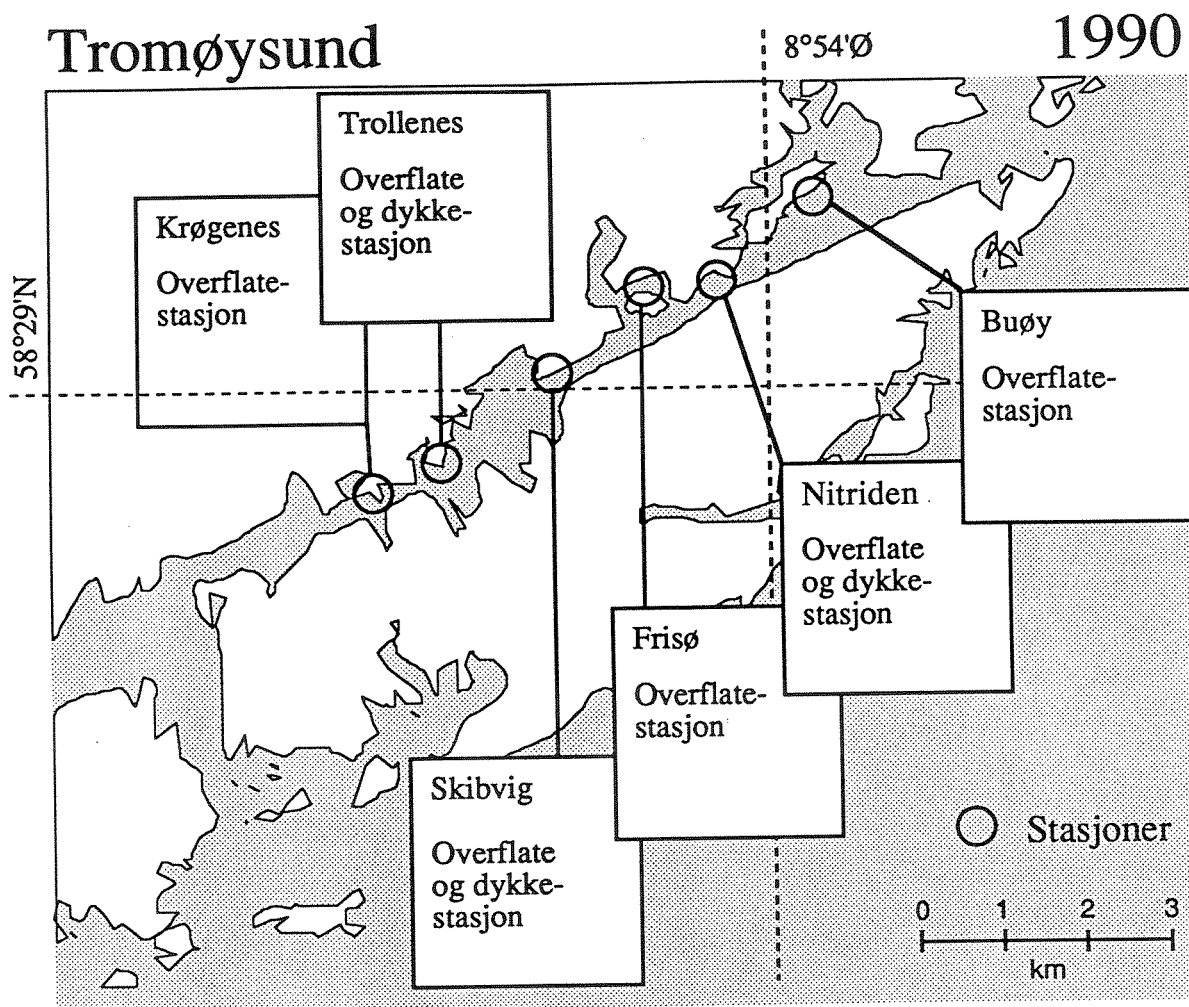 Tromøysund
1990
8°54'Ø
58°29'N
Trollenes
Overflate
og dykke-
stasjon
Krøgenes
Overflate-
stasjon
Buøy
Overflate-
stasjon
Nitriden
Overflate
og dykke-
stasjon
Frisø
Overflate-
stasjon
Skibvig
Overflate
og dykke-
stasjon
Stasjoner
0 1 2 3
km